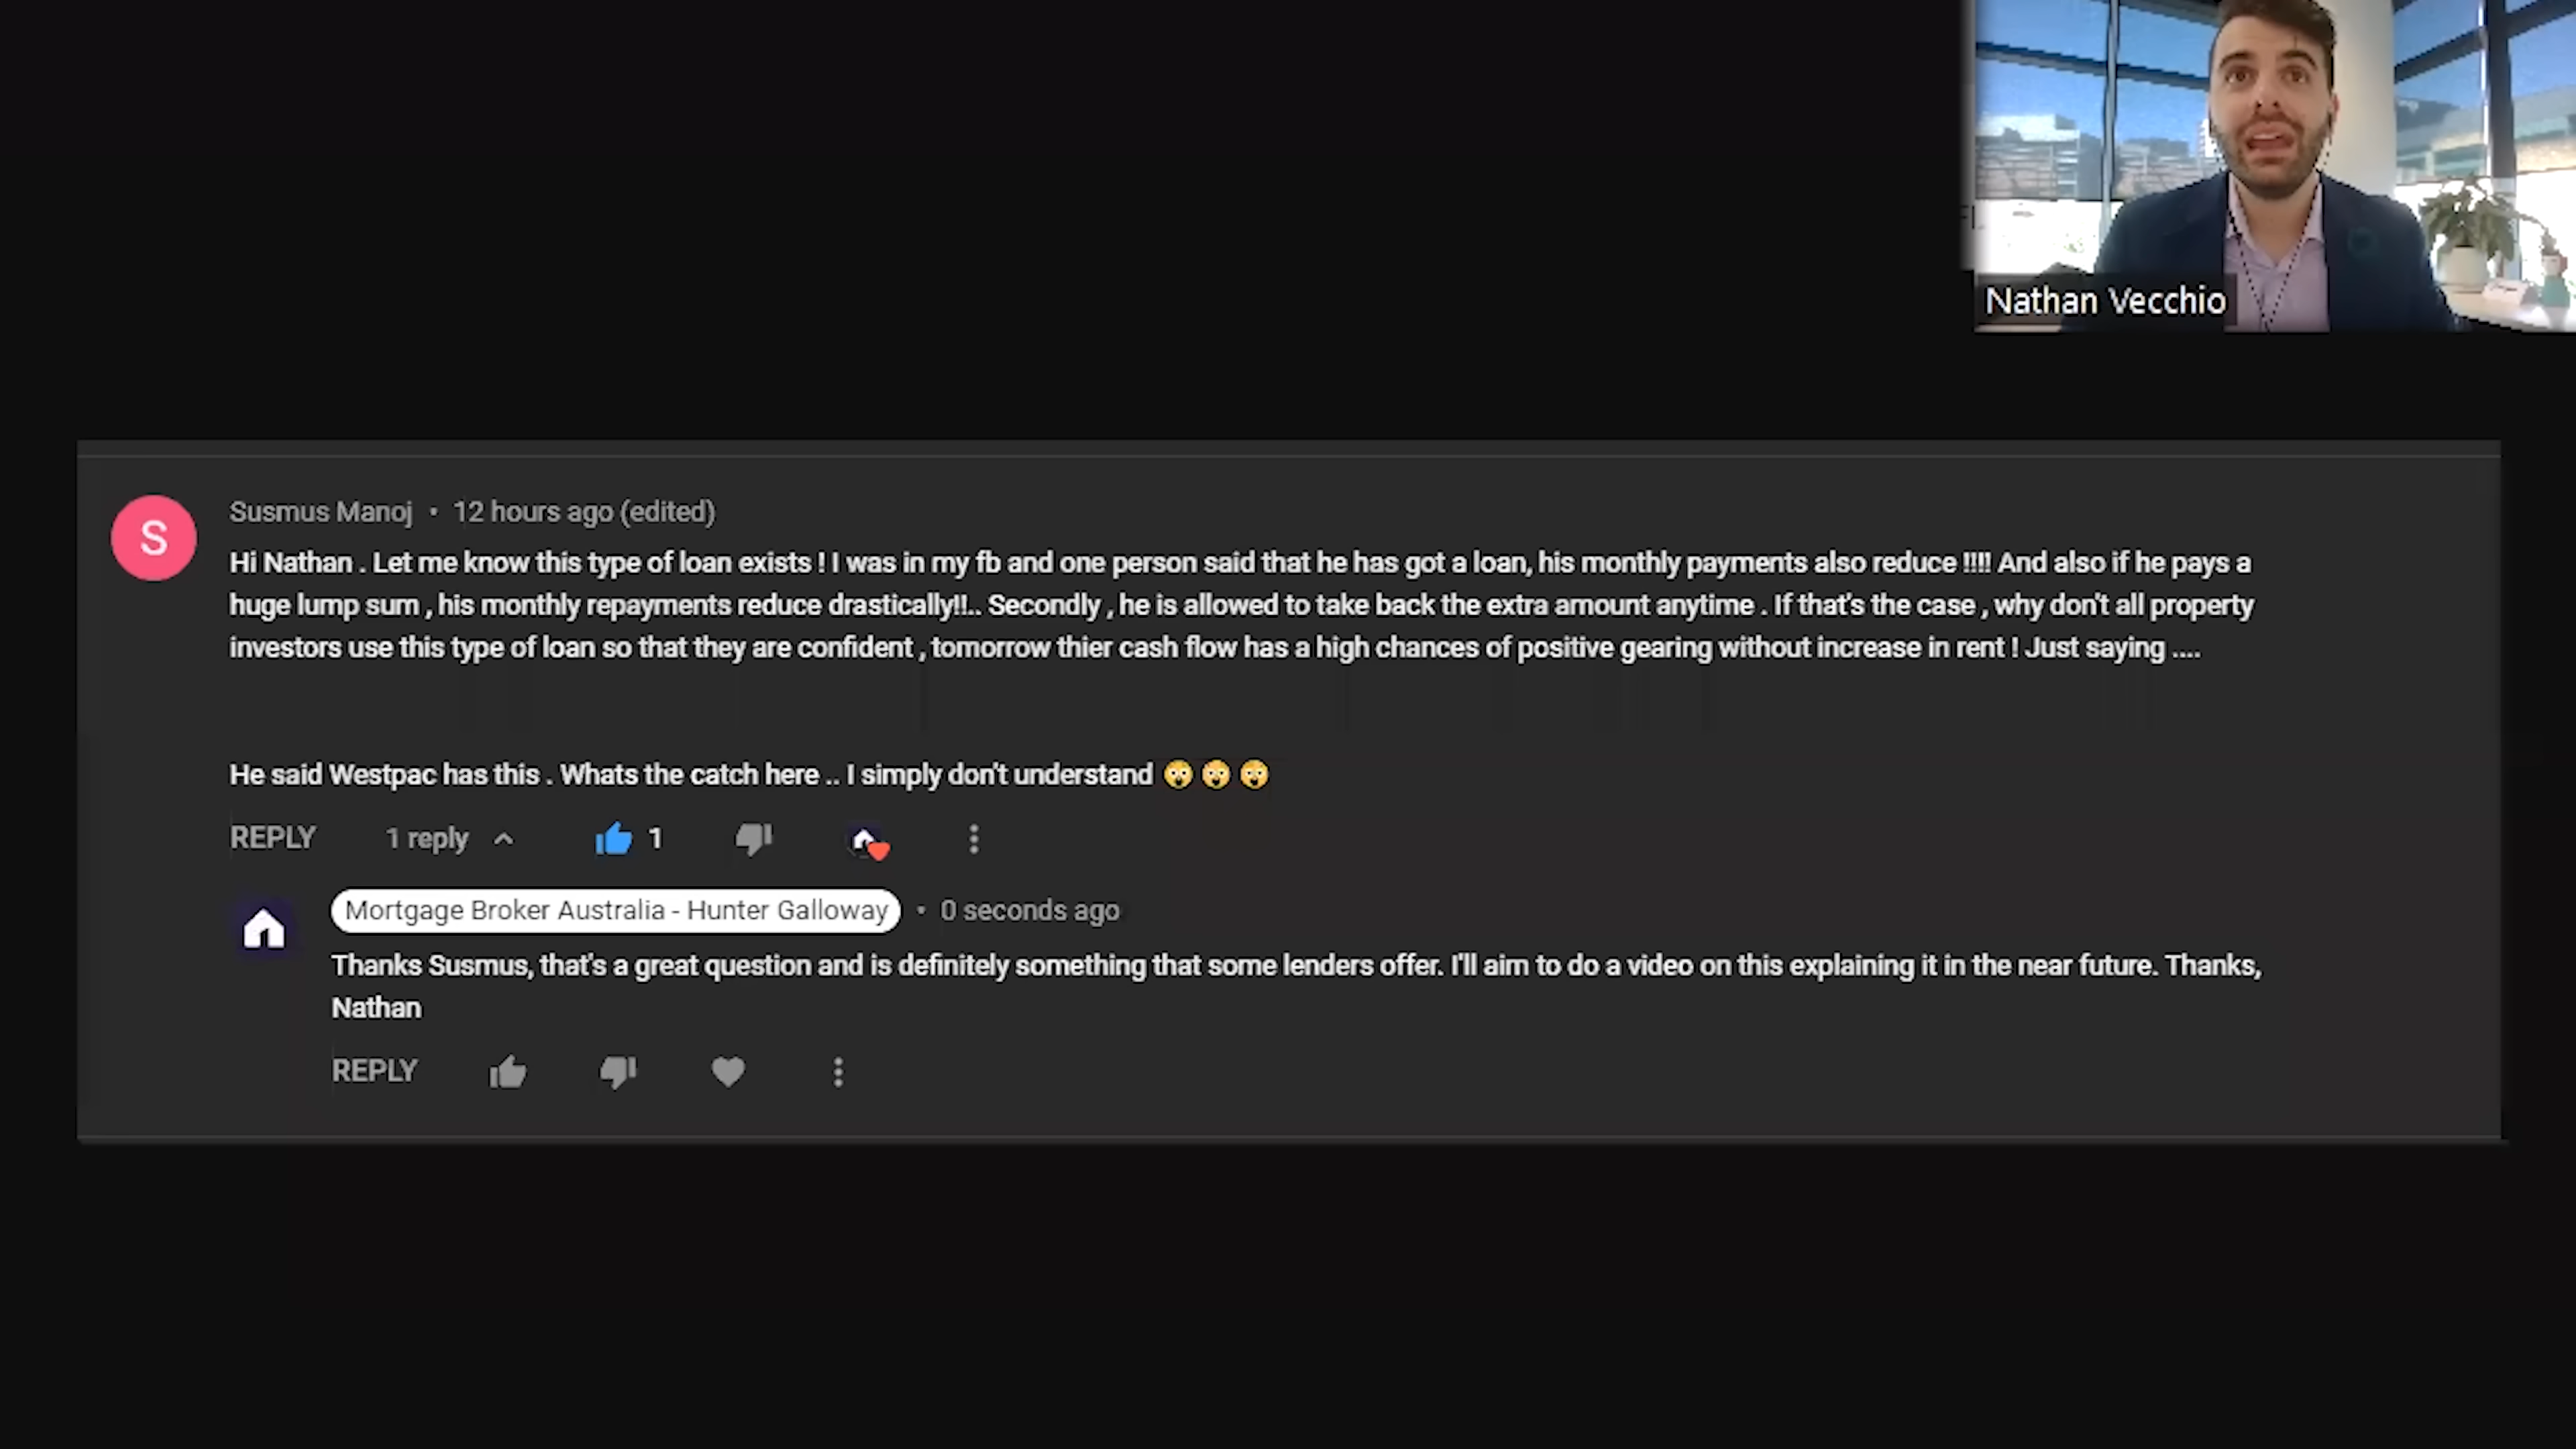 Nathan Vecchio
S
Susmus Manoj • 12 hours ago (edited)
Hi Nathan . Let me know this type of loan exists ! I was in my fb and one person said that he has got a loan, his monthly payments also reduce !!!! And also if he pays a
huge lump sum , his monthly repayments reduce drastically!!.. Secondly , he is allowed to take back the extra amount anytime . If that's the case , why don't all property
investors use this type of loan so that they are confident , tomorrow thier cash flow has a high chances of positive gearing without increase in rent ! Just saying ....
He said Westpac has this . Whats the catch here .. I simply don't understand 😲😲😲
REPLY 1 reply 1
Mortgage Broker Australia - Hunter Galloway • 0 seconds ago
Thanks Susmus, that's a great question and is definitely something that some lenders offer. I'll aim to do a video on this explaining it in the near future. Thanks,
Nathan
REPLY